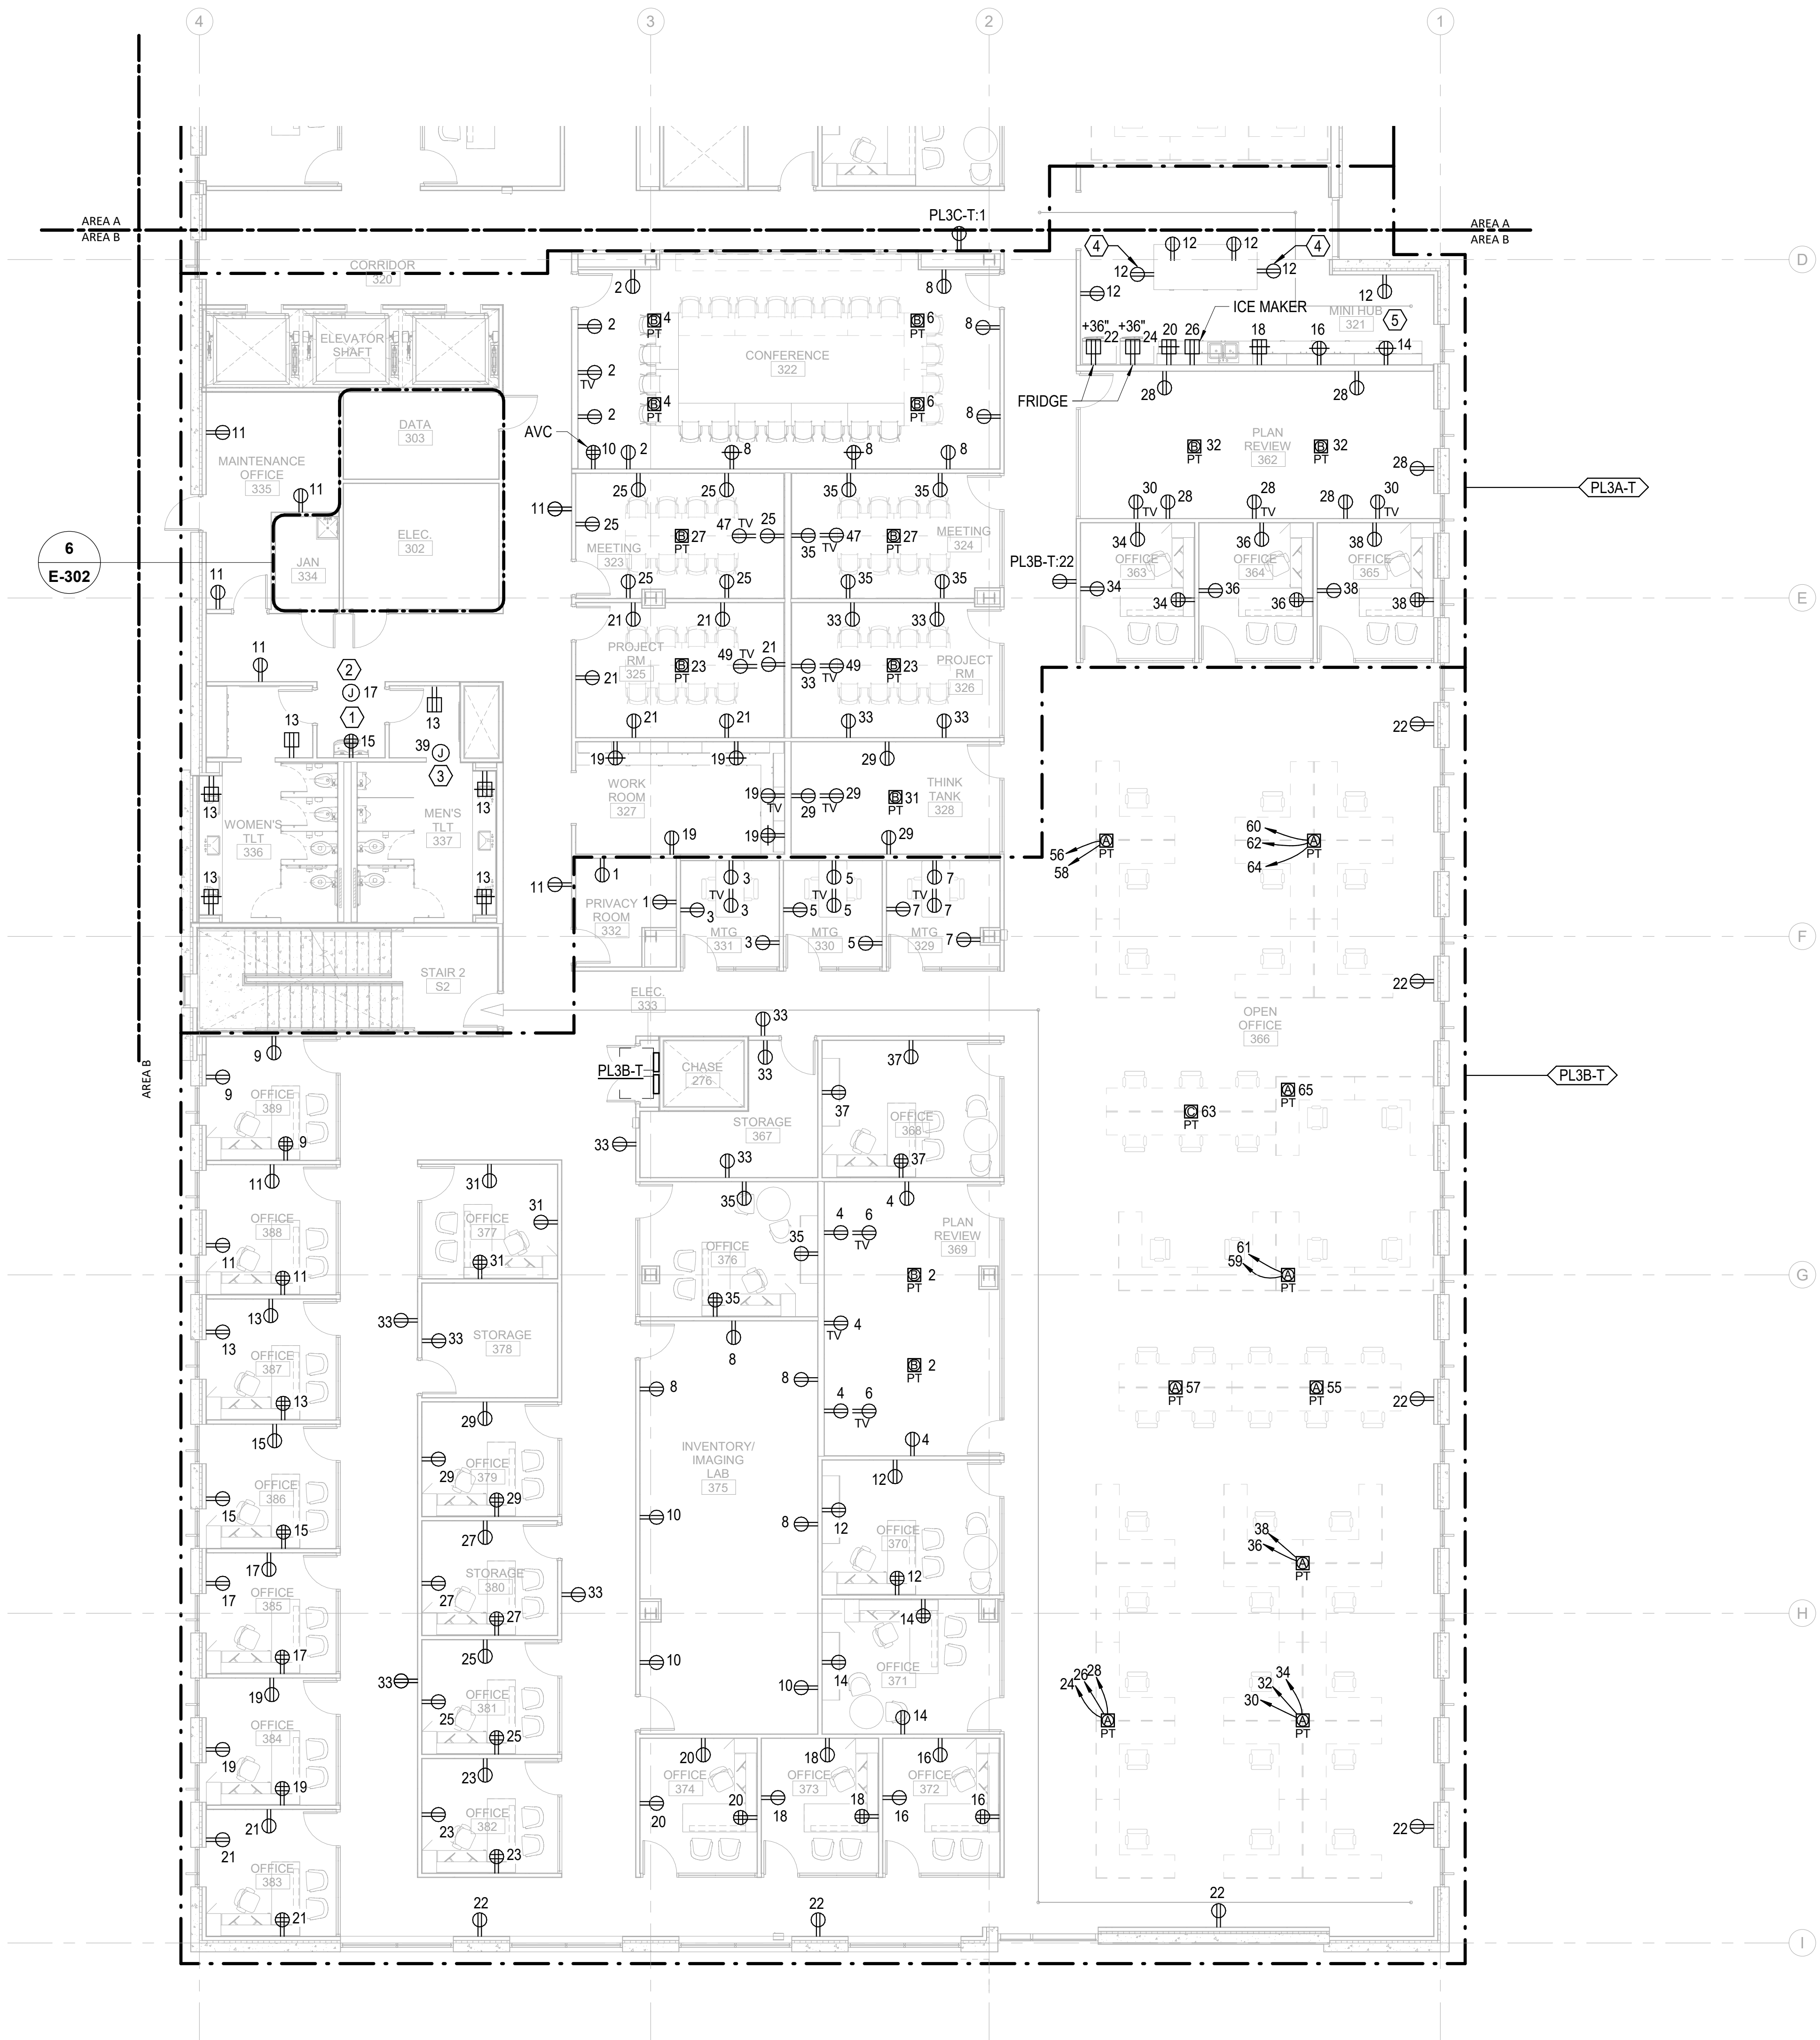 4
3
2
1
AREA A
AREA B
PL3C-T:1
AREA A
AREA B
4
12
12
4
D
CORRIDOR
320
12
12
12
2
8
12
ICE MAKER
MINI HUB
321
5
ELEVATOR
SHAFT
2
B
4
PT
B
6
PT
8
+36"
22
+36"
24
20
26
18
16
14
CONFERENCE
322
2
TV
28
28
FRIDGE
B
4
PT
B
6
PT
2
8
DATA
303
11
AVC
10
2
8
8
8
PLAN
REVIEW
362
B
32
PT
B
32
PT
28
MAINTENANCE
OFFICE
335
11
25
25
35
35
PL3A-T
30
TV
28
28
TV
28
30
TV
11
25
47
TV
25
B
27
PT
35
TV
47
B
27
PT
MEETING
323
MEETING
324
ELEC.
302
6
E-302
JAN
334
34
36
38
OFFICE
363
OFFICE
364
OFFICE
365
PL3B-T:22
11
25
25
35
35
34
36
38
34
36
38
E
21
21
33
33
11
PROJECT
RM
325
B
23
PT
49
TV
21
33
TV
49
B
23
PT
PROJECT
RM
326
2
J
17
21
1
13
13
21
21
33
33
22
15
39
J
3
19
19
29
WORK
ROOM
327
THINK
TANK
328
13
13
19
TV
29
TV
29
B
31
PT
WOMEN'S
TLT
336
MEN'S
TLT
337
19
19
29
60
62
64
A
PT
56
58
A
PT
13
13
11
1
3
5
7
PRIVACY
ROOM
332
1
TV
3
3
TV
5
5
TV
7
7
MTG
331
MTG
330
MTG
329
3
5
7
F
STAIR 2
S2
22
ELEC.
333
OPEN
OFFICE
366
33
9
33
37
PL3B-T
CHASE
276
PL3B-T
AREA B
9
OFFICE
389
37
A
65
PT
C
63
PT
OFFICE
368
STORAGE
367
9
33
33
37
11
31
35
4
OFFICE
388
OFFICE
377
31
4
6
TV
PLAN
REVIEW
369
11
OFFICE
376
35
61
59
A
PT
31
11
B
2
PT
G
35
13
33
33
STORAGE
378
4
TV
13
8
OFFICE
387
B
2
PT
8
8
A
57
PT
A
55
PT
22
13
4
6
TV
29
15
4
INVENTORY/
IMAGING
LAB
375
29
OFFICE
379
12
OFFICE
386
15
29
10
8
12
15
38
36
A
PT
OFFICE
370
27
17
12
STORAGE
380
27
33
17
OFFICE
385
27
14
H
25
17
10
14
OFFICE
371
33
19
10
24
26
28
A
PT
34
32
30
A
PT
OFFICE
381
25
14
25
OFFICE
384
19
20
18
16
23
19
OFFICE
374
OFFICE
373
OFFICE
372
20
20
18
18
16
16
23
OFFICE
382
21
22
21
23
OFFICE
383
22
22
22
21
I